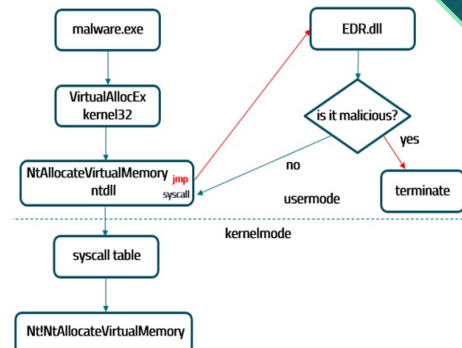 malware.exe
EDR.dll
VirtualAllocEx
kernel32
is it malicious?
yes
no
NtAllocateVirtualMemory
jmp
ntdll
syscall
terminate
usermode
kernelmode
syscall table
Nt!NtAllocateVirtualMemory